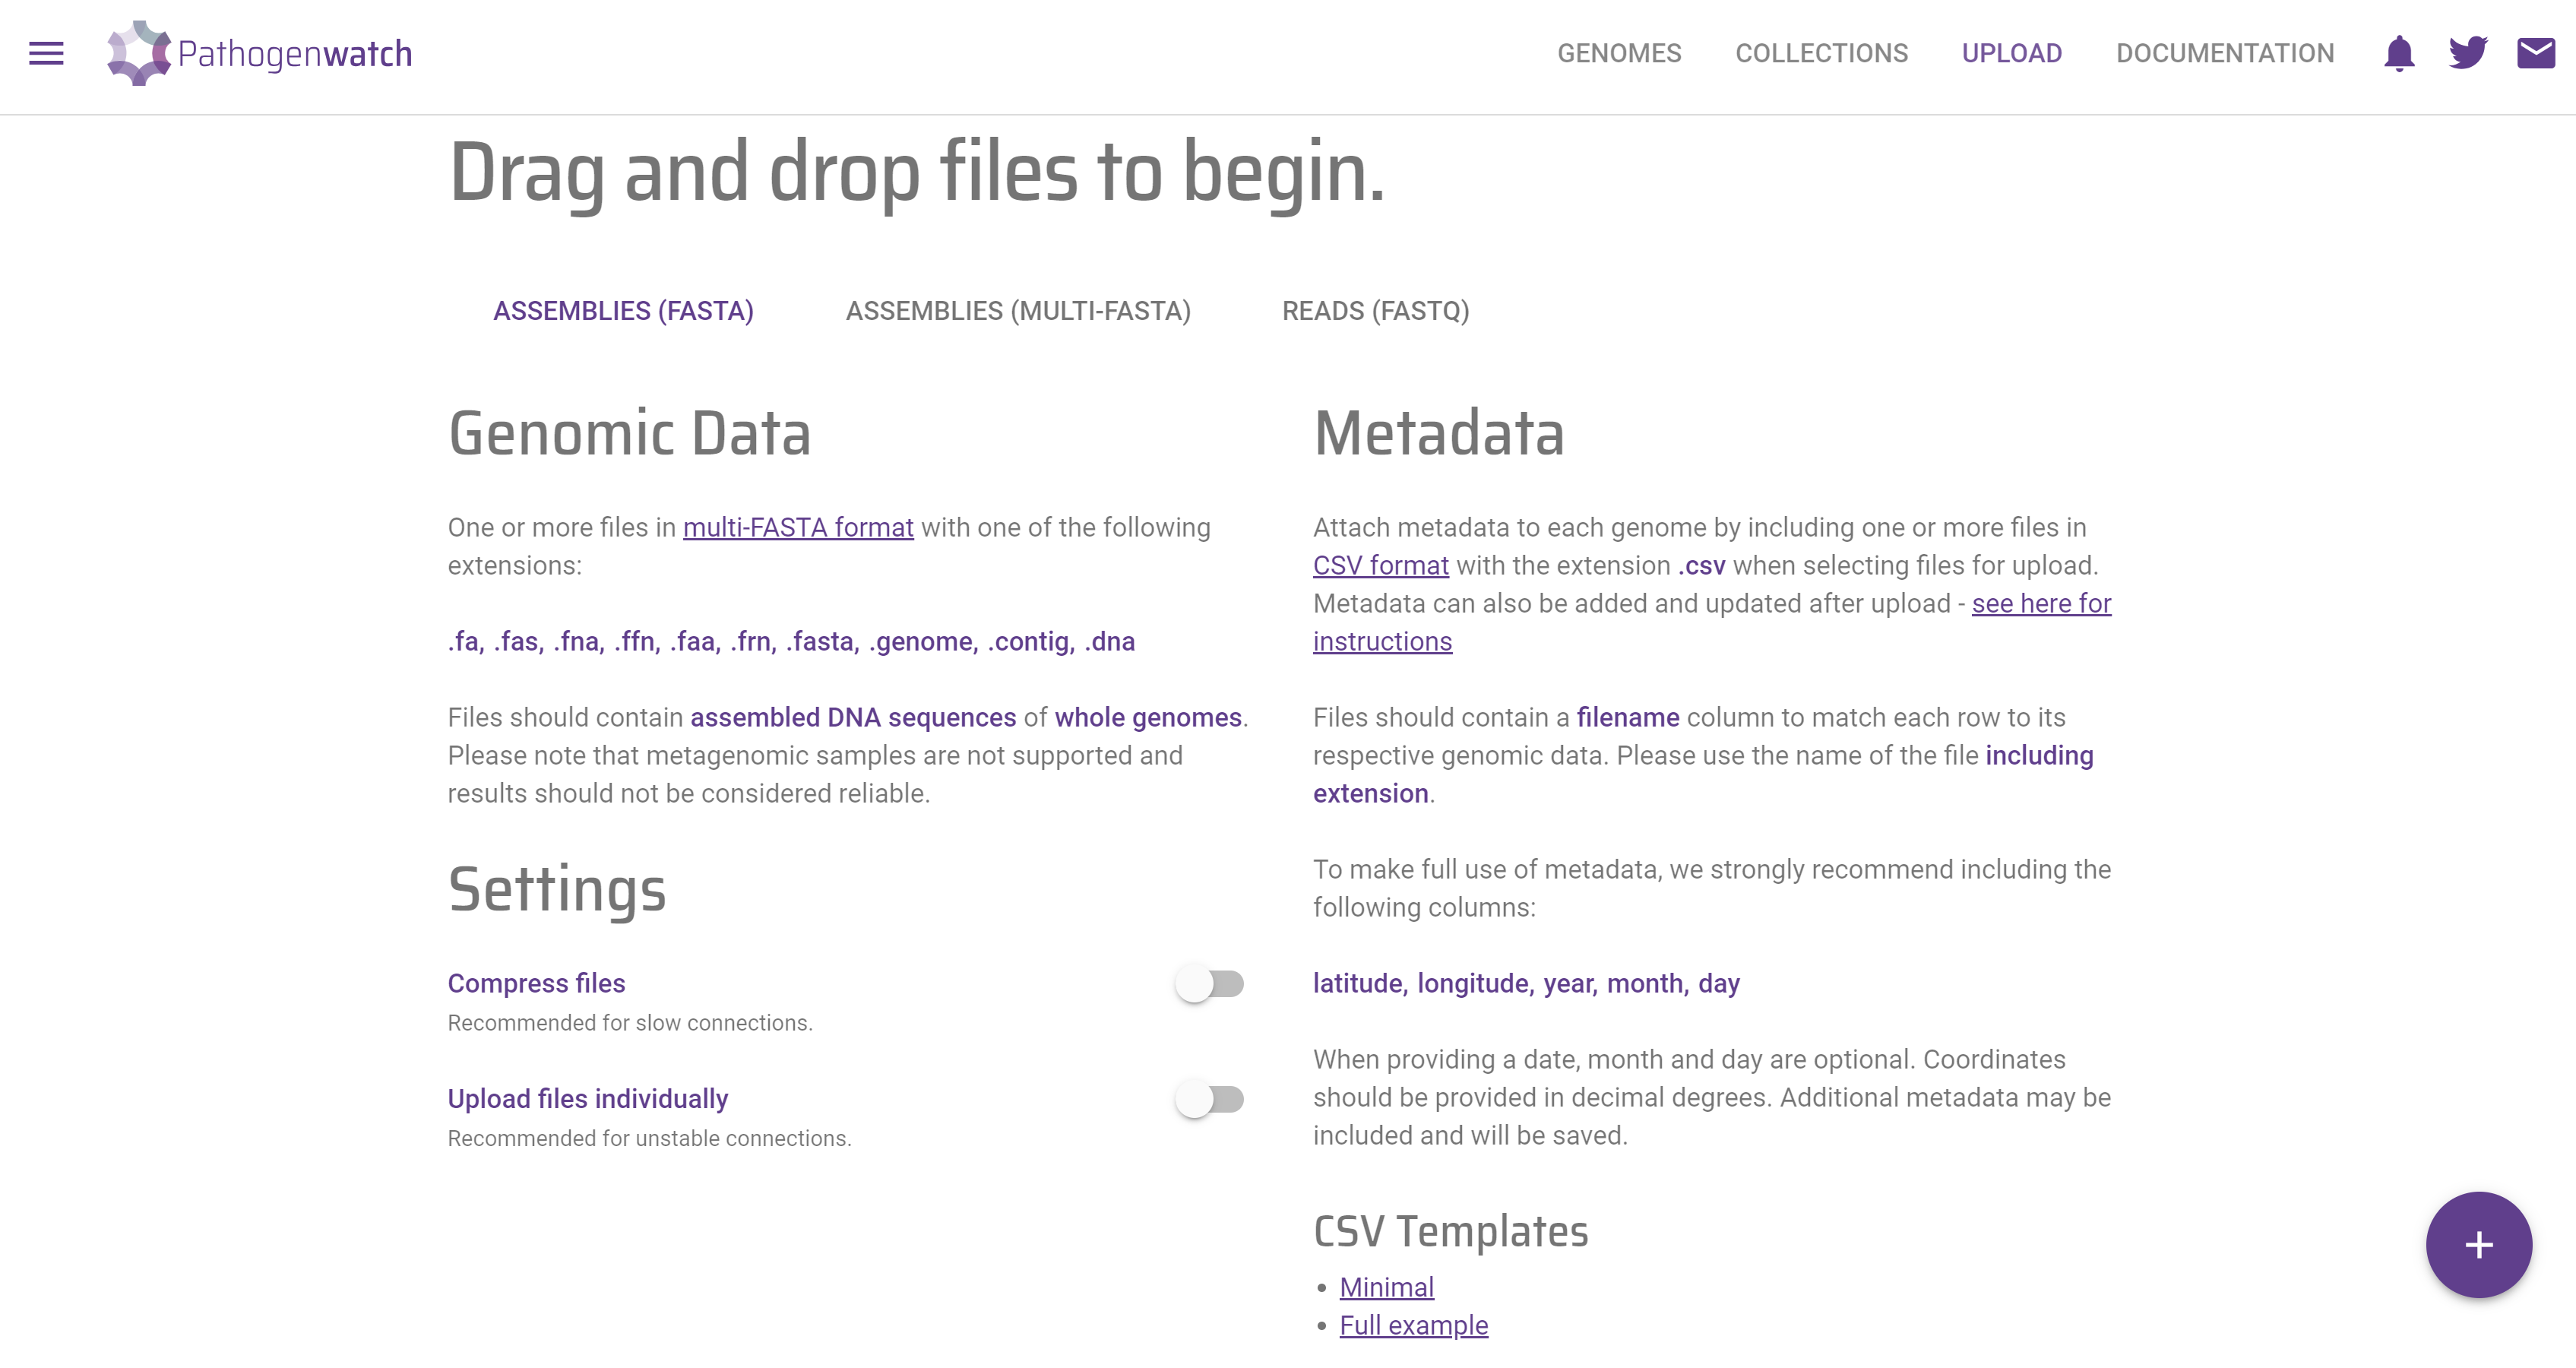 Pathogenwatch
GENOMES
COLLECTIONS
UPLOAD
DOCUMENTATION
Drag and drop files to begin.
ASSEMBLIES (FASTA)
ASSEMBLIES (MULTI-FASTA)
READS (FASTQ)
Genomic Data
One or more files in multi-FASTA format with one of the following
extensions:
.fa, .fas, .fna, .ffn, .faa, .frn, .fasta, .genome, .contig, .dna
Files should contain assembled DNA sequences of whole genomes.
Please note that metagenomic samples are not supported and
results should not be considered reliable.
Settings
Compress files
Recommended for slow connections.
Upload files individually
Recommended for unstable connections.
Metadata
Attach metadata to each genome by including one or more files in
CSV format with the extension .csv when selecting files for upload.
Metadata can also be added and updated after upload - see here for
instructions
Files should contain a filename column to match each row to its
respective genomic data. Please use the name of the file including
extension.
To make full use of metadata, we strongly recommend including the
following columns:
latitude, longitude, year, month, day
When providing a date, month and day are optional. Coordinates
should be provided in decimal degrees. Additional metadata may be
included and will be saved.
CSV Templates
• Minimal
• Full example
+